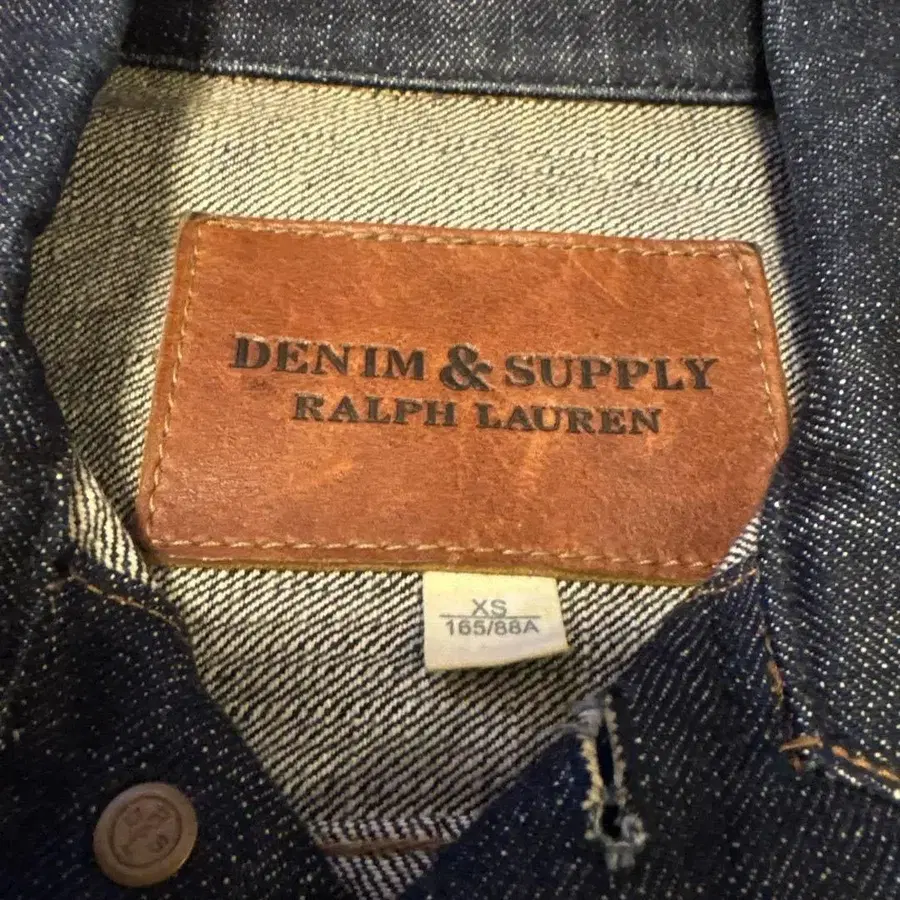 DENIM & SUPPLY
RALPH LAUREN
XS
165/88A